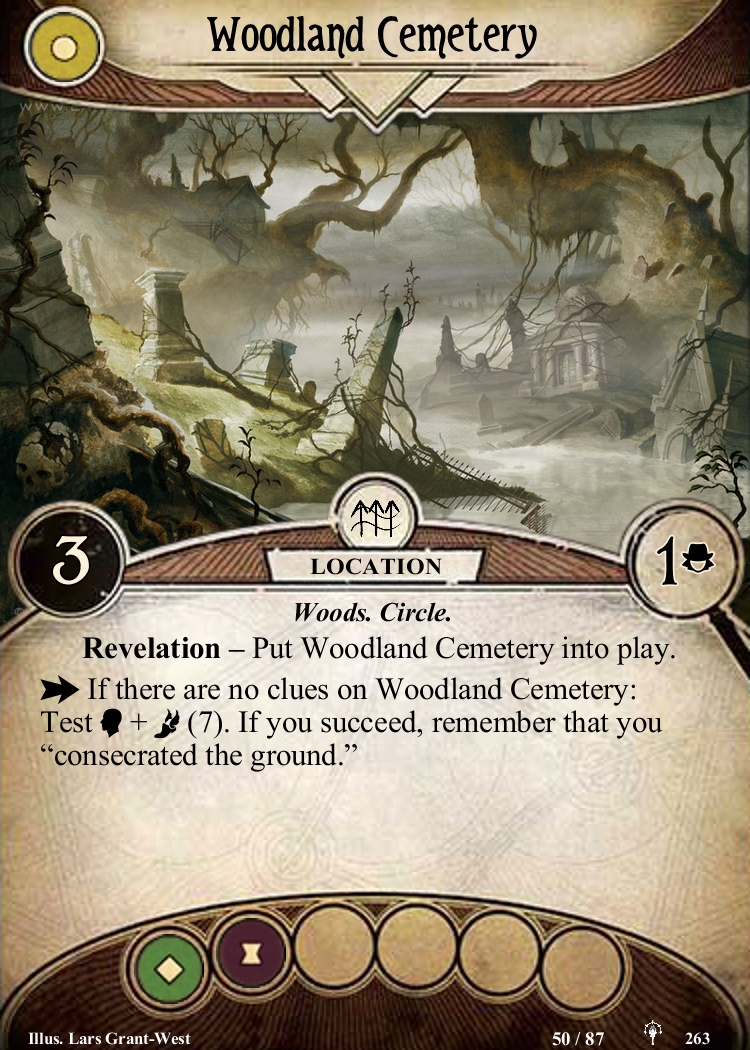 Woodland Cemetery
3
1
LOCATION
Woods. Circle.
Revelation – Put Woodland Cemetery into play.
If there are no clues on Woodland Cemetery:
Test + (7). If you succeed, remember that you
“consecrated the ground.”
Illus. Lars Grant-West
50 / 87
263